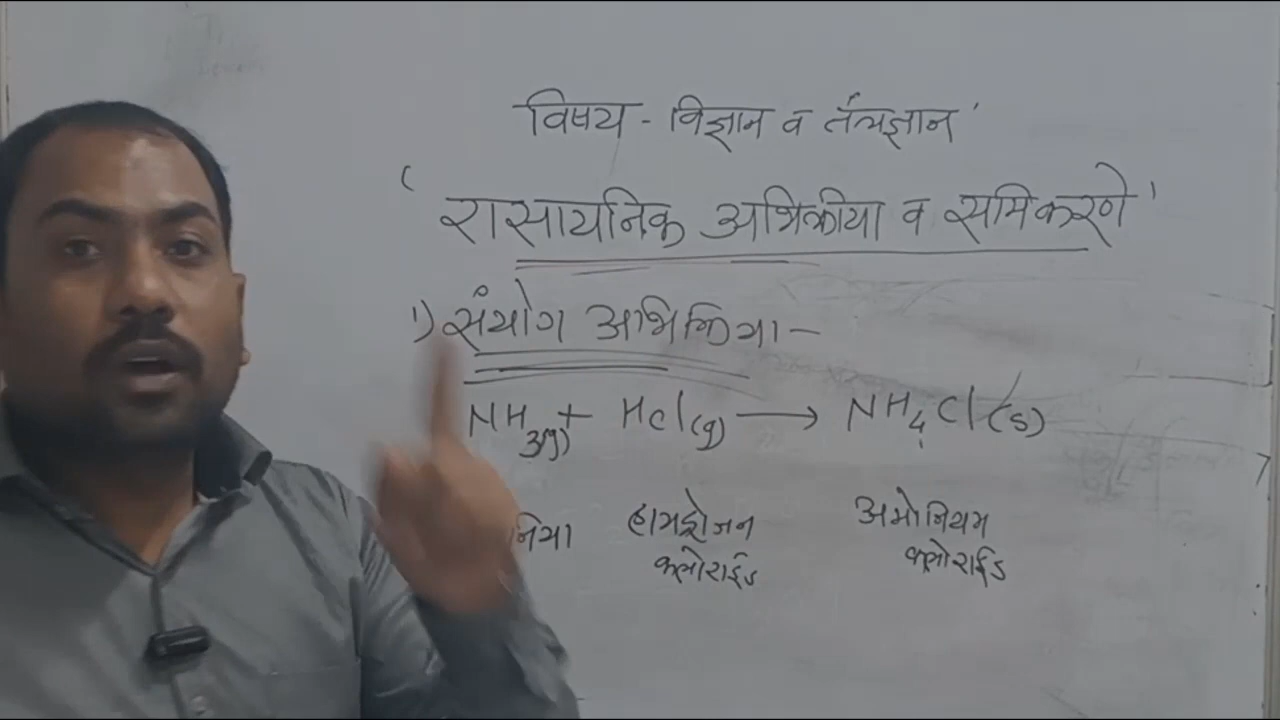 विषय - विज्ञान व तंत्रज्ञान'
' रासायनिक अभिक्रीया व समिकरणे '
1) संयोग अभिक्रिया -
NH3(g) + HCl(g) → NH4Cl(s)
निया हायड्रोजन अमोनियम
क्लोराईड क्लोराईड